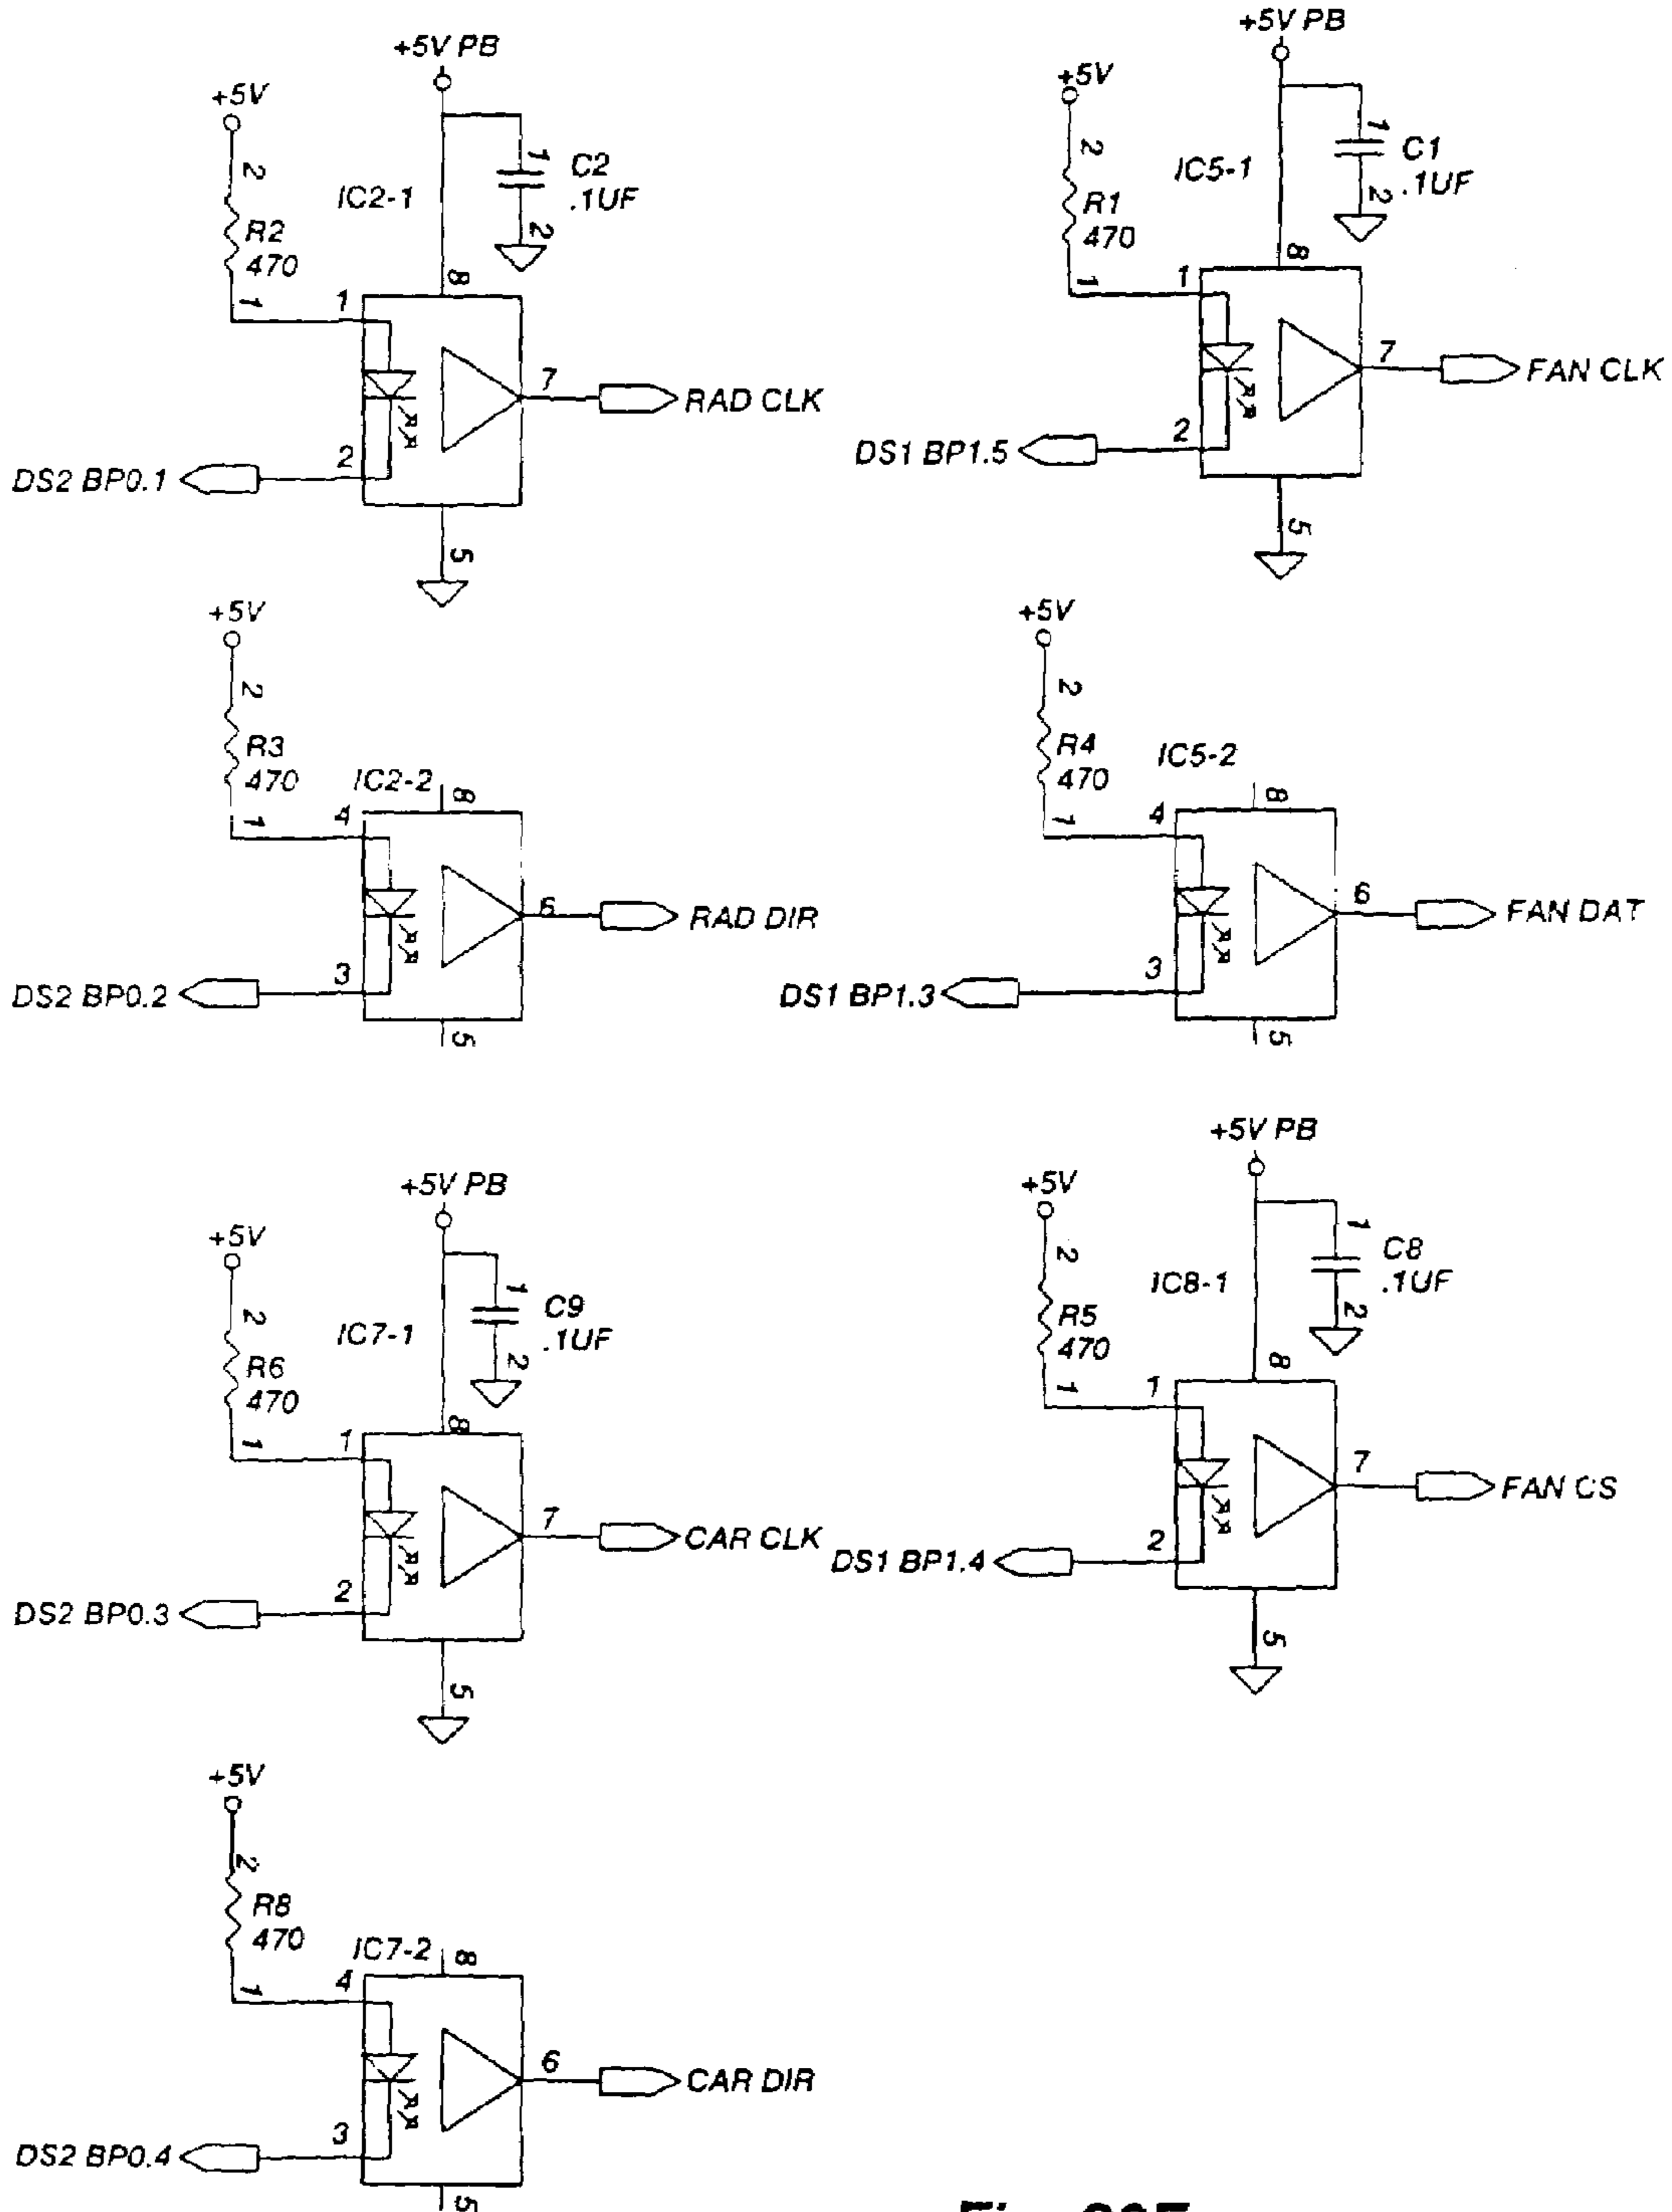 +5V PB
+5V
2
R2
470
1
IC2-1
1
C2
.1UF
2
8
1
7
RAD CLK
2
DS2 BP0.1
5
+5V PB
+5V
2
R1
470
1
IC5-1
1
C1
.1UF
2
8
1
7
FAN CLK
2
DS1 BP1.5
5
+5V
2
R3
470
1
IC2-2
8
4
6
RAD DIR
3
DS2 BP0.2
5
+5V
2
R4
470
1
IC5-2
8
4
6
FAN DAT
3
DS1 BP1.3
5
+5V PB
+5V
2
R6
470
1
IC7-1
1
C9
.1UF
2
8
1
7
CAR CLK
2
DS2 BP0.3
5
+5V PB
+5V
2
R5
470
1
IC8-1
1
C8
.1UF
2
8
1
7
FAN CS
2
DS1 BP1.4
5
+5V
2
R8
470
1
IC7-2
8
4
6
CAR DIR
3
DS2 BP0.4
5